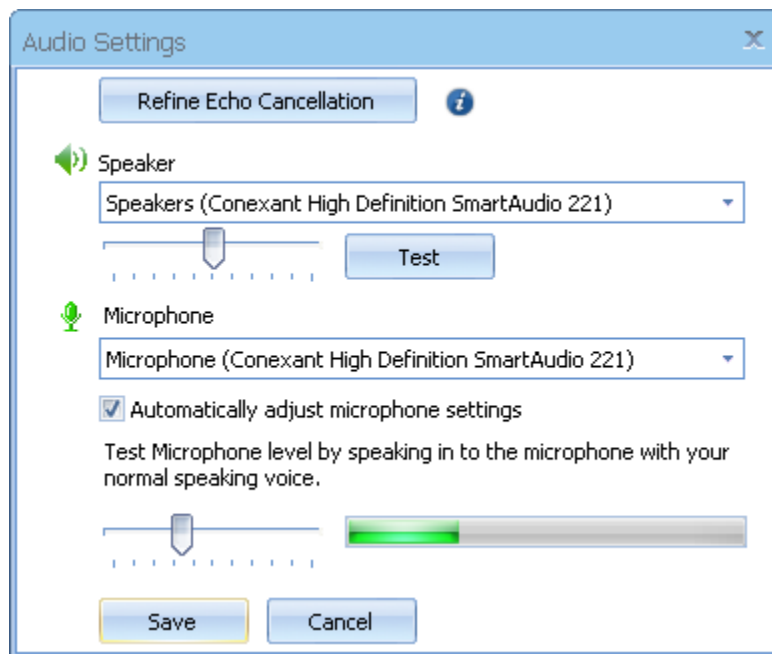 Audio Settings
x
Refine Echo Cancellation
i
Speaker
Speakers (Conexant High Definition SmartAudio 221)
Test
Microphone
Microphone (Conexant High Definition SmartAudio 221)
Automatically adjust microphone settings
Test Microphone level by speaking in to the microphone with your
normal speaking voice.
Save
Cancel